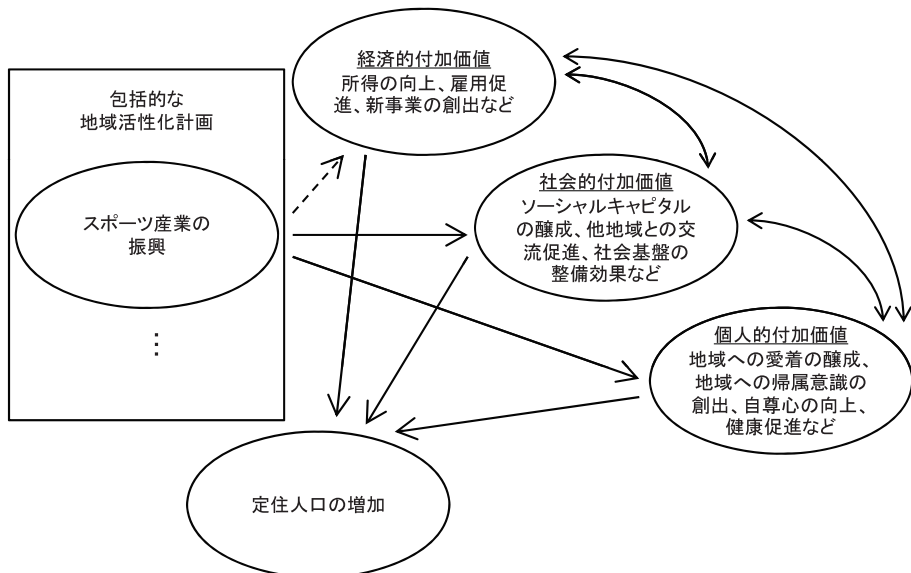 包括的な
地域活性化計画
スポーツ産業の
振興
…
経済的付加価値
所得の向上、雇用促
進、新事業の創出など
社会的付加価値
ソーシャルキャピタル
の醸成、他地域との交
流促進、社会基盤の
整備効果など
個人的付加価値
地域への愛着の醸成、
地域への帰属意識の
創出、自尊心の向上、
健康促進など
定住人口の増加